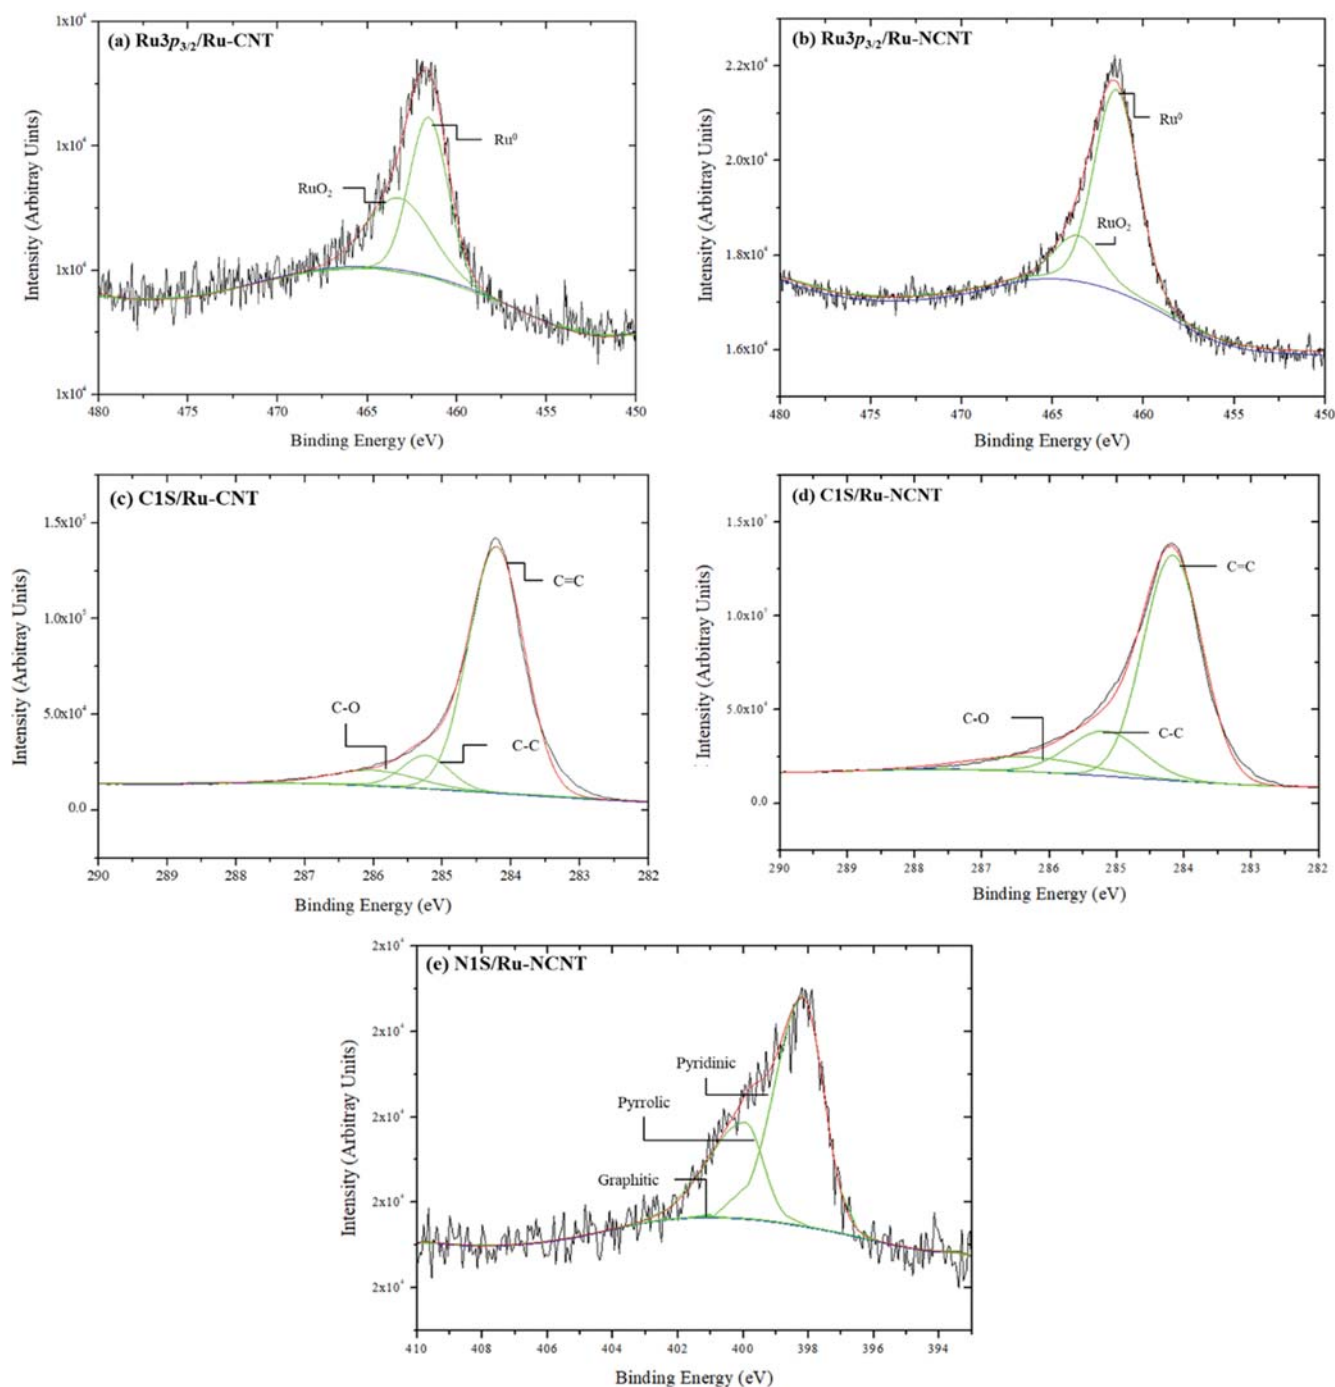 (a) Ru3p3/2/Ru-CNT
1x10⁴
1x10⁴
1x10⁴
1x10⁴
Intensity (Arbitray Uints)
Ru⁰
RuO₂
480 475 470 465 460 455 450
Binding Energy (eV)
(b) Ru3p3/2/Ru-NCNT
2.2x10⁴
2.0x10⁴
1.8x10⁴
1.6x10⁴
Intensity (Arbitray Units)
Ru⁰
RuO₂
480 475 470 465 460 455 450
Binding Energy (eV)
(c) C1S/Ru-CNT
1.5x10⁵
1.0x10⁵
5.0x10⁴
0.0
Intensity (Arbitray Units)
C=C
C-O
C-C
290 289 288 287 286 285 284 283 282
Binding Energy (eV)
(d) C1S/Ru-NCNT
1.5x10⁵
1.0x10⁵
5.0x10⁴
0.0
Intensity (Arbitray Units)
C=C
C-O
C-C
290 289 288 287 286 285 284 283 282
Binding Energy (eV)
(e) N1S/Ru-NCNT
2x10⁴
2x10⁴
2x10⁴
2x10⁴
2x10⁴
Intensity (Arbitray Units)
Pyridinic
Pyrrolic
Graphitic
410 408 406 404 402 400 398 396 394
Binding Energy (eV)